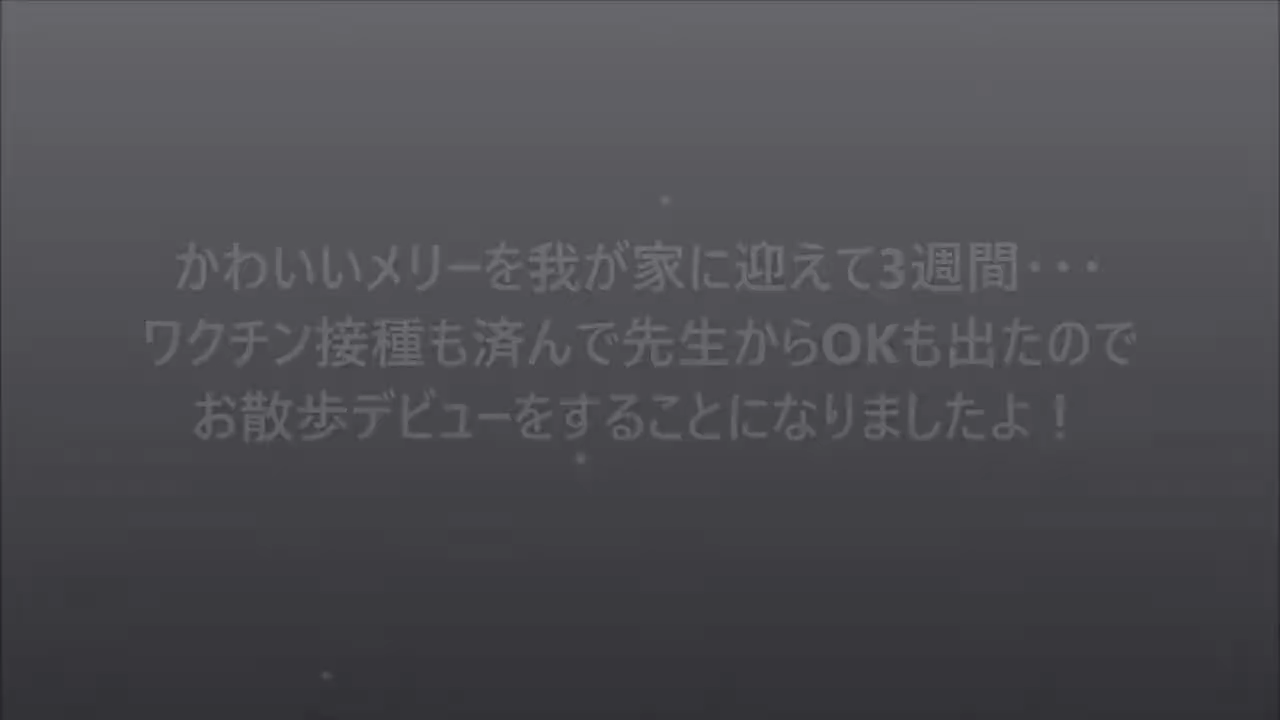 かわいいメリーを我が家に迎えて3週間・・・
ワクチン接種も済んで先生からOKも出たので
お散歩デビューをすることになりましたよ！